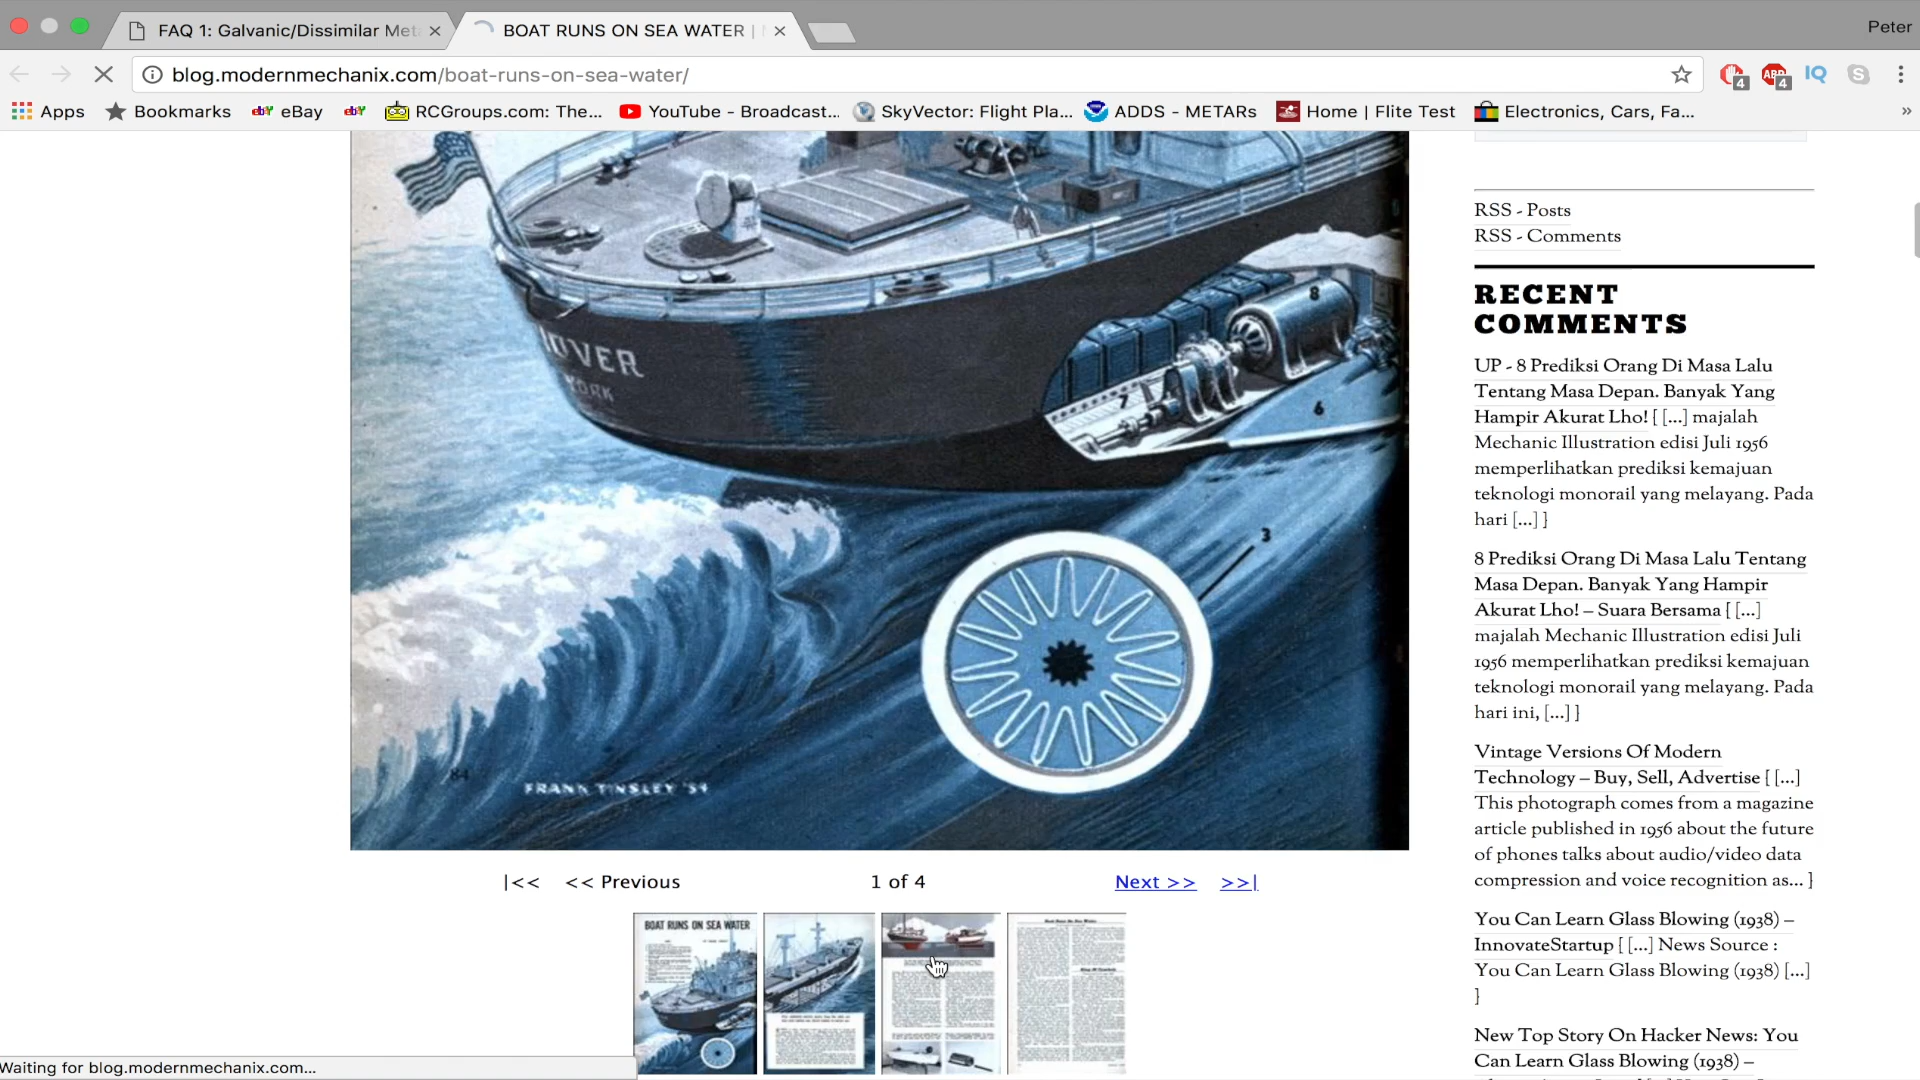 FAQ 1: Galvanic/Dissimilar Met
BOAT RUNS ON SEA WATER |
Peter
blog.modernmechanix.com/boat-runs-on-sea-water/
4
ABP
4
IQ
Apps
Bookmarks
ebY eBay
ebY
RCGroups.com: The...
YouTube - Broadcast...
SkyVector: Flight Pla...
ADDS - METARs
Home | Flite Test
Electronics, Cars, Fa...
»
OVER
YORK
8
7
6
3
84
FRANK TINSLEY '54
|<<
<< Previous
1 of 4
Next >>
>>|
BOAT RUNS ON SEA WATER
RSS - Posts
RSS - Comments
RECENT
COMMENTS
UP - 8 Prediksi Orang Di Masa Lalu
Tentang Masa Depan. Banyak Yang
Hampir Akurat Lho! { [...] majalah
Mechanic Illustration edisi Juli 1956
memperlihatkan prediksi kemajuan
teknologi monorail yang melayang. Pada
hari [...] }
8 Prediksi Orang Di Masa Lalu Tentang
Masa Depan. Banyak Yang Hampir
Akurat Lho! – Suara Bersama { [...]
majalah Mechanic Illustration edisi Juli
1956 memperlihatkan prediksi kemajuan
teknologi monorail yang melayang. Pada
hari ini, [...] }
Vintage Versions Of Modern
Technology – Buy, Sell, Advertise { [...]
This photograph comes from a magazine
article published in 1956 about the future
of phones talks about audio/video data
compression and voice recognition as... }
You Can Learn Glass Blowing (1938) –
InnovateStartup { [...] News Source :
You Can Learn Glass Blowing (1938) [...]
}
New Top Story On Hacker News: You
Can Learn Glass Blowing (1938) –
Waiting for blog.modernmechanix.com...